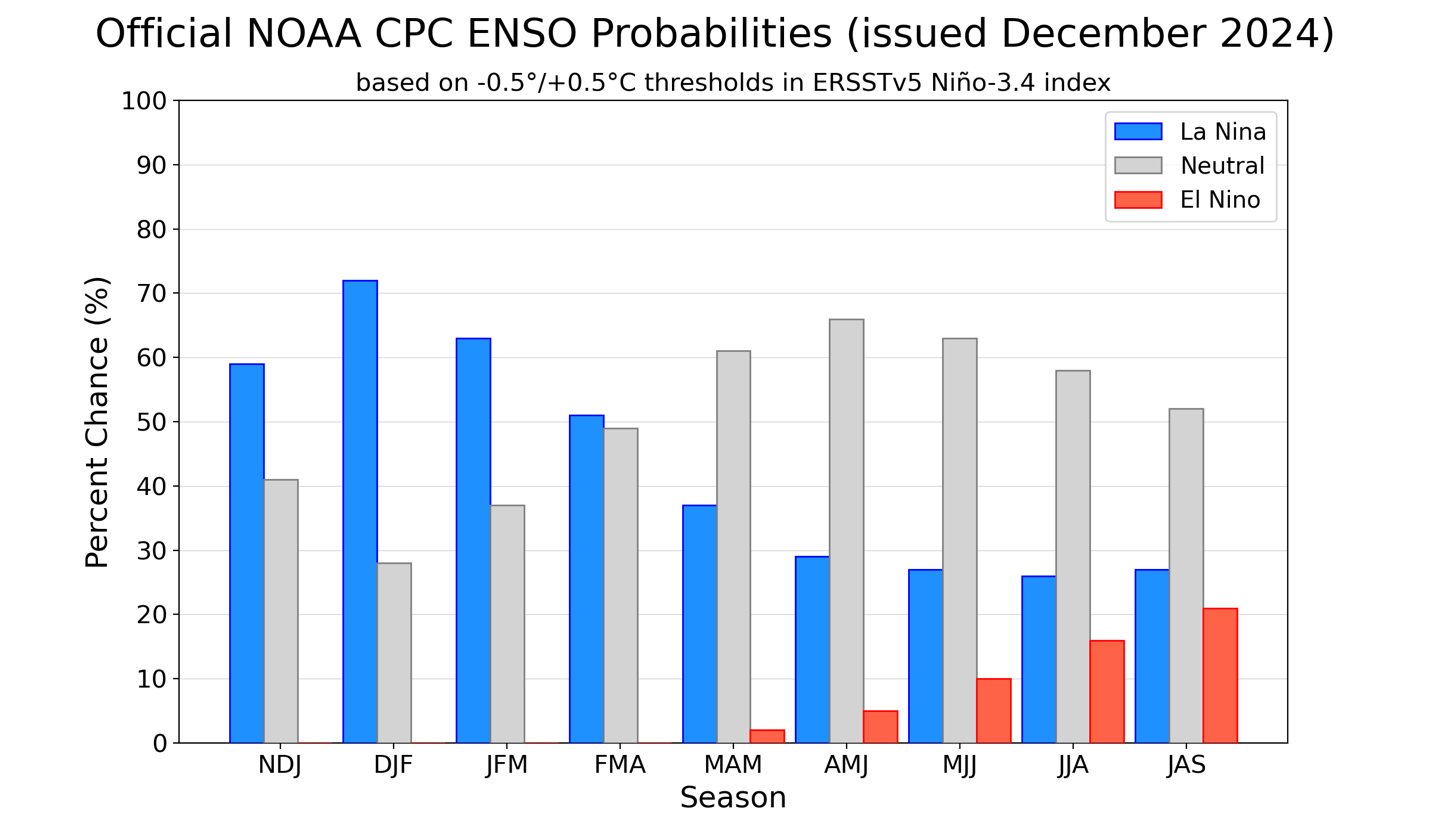 Official NOAA CPC ENSO Probabilities (issued December 2024)
based on -0.5°/+0.5°C thresholds in ERSSTv5 Niño-3.4 index
Percent Chance (%)
100
90
80
70
60
50
40
30
20
10
0
La Nina
Neutral
El Nino
NDJ DJF JFM FMA MAM AMJ MJJ JJA JAS
Season